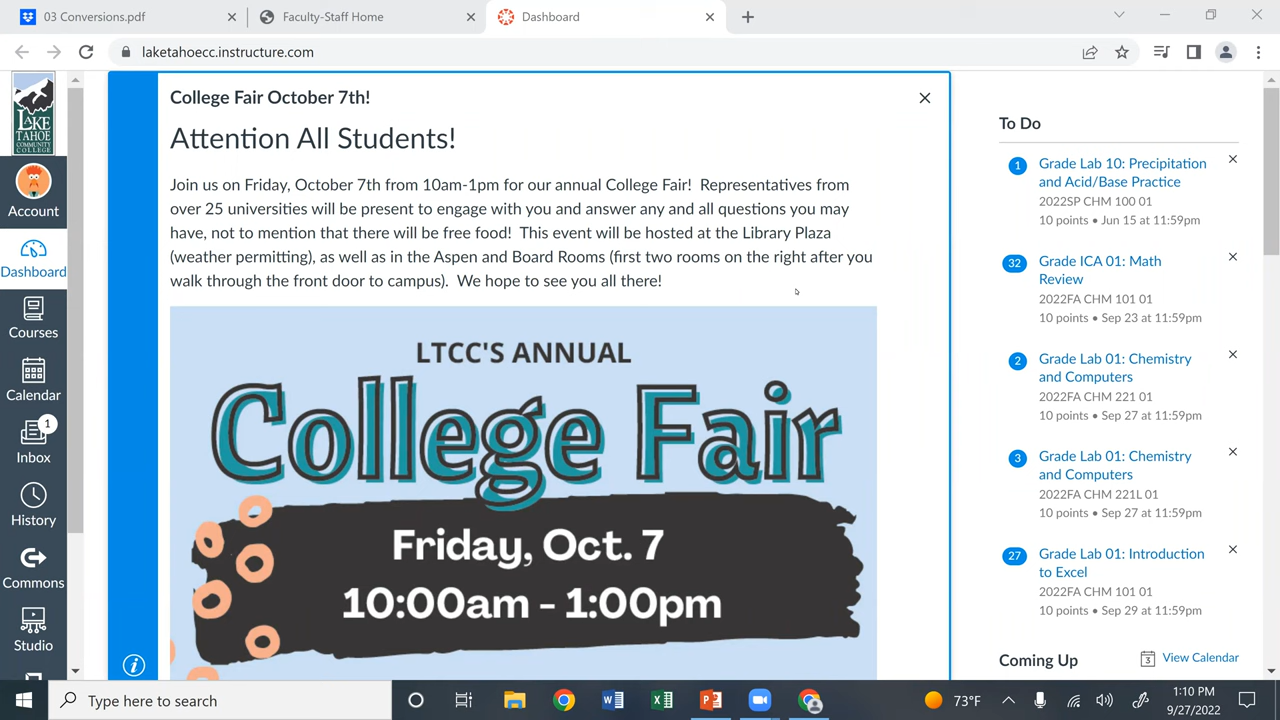 03 Conversions.pdf
Faculty-Staff Home
Dashboard
laketahoecc.instructure.com
LAKE
TAHOE
COMMUNITY
COLLEGE
Account
Dashboard
Courses
Calendar
1
Inbox
History
Commons
Studio
College Fair October 7th!
Attention All Students!
Join us on Friday, October 7th from 10am-1pm for our annual College Fair! Representatives from
over 25 universities will be present to engage with you and answer any and all questions you may
have, not to mention that there will be free food! This event will be hosted at the Library Plaza
(weather permitting), as well as in the Aspen and Board Rooms (first two rooms on the right after you
walk through the front door to campus). We hope to see you all there!
LTCC'S ANNUAL
College Fair
Friday, Oct. 7
10:00am - 1:00pm
To Do
1
Grade Lab 10: Precipitation
and Acid/Base Practice
2022SP CHM 100 01
10 points • Jun 15 at 11:59pm
32
Grade ICA 01: Math
Review
2022FA CHM 101 01
10 points • Sep 23 at 11:59pm
2
Grade Lab 01: Chemistry
and Computers
2022FA CHM 221 01
10 points • Sep 27 at 11:59pm
3
Grade Lab 01: Chemistry
and Computers
2022FA CHM 221L 01
10 points • Sep 27 at 11:59pm
27
Grade Lab 01: Introduction
to Excel
2022FA CHM 101 01
10 points • Sep 29 at 11:59pm
Coming Up
3
View Calendar
Type here to search
73°F
1:10 PM
9/27/2022